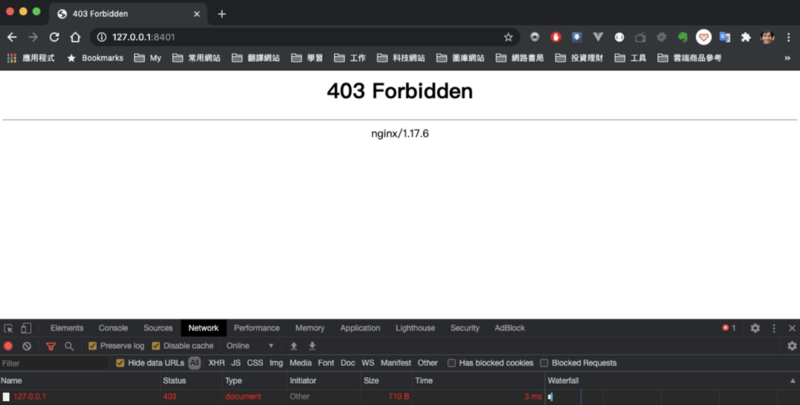 403 Forbidden
127.0.0.1:8401
應用程式 Bookmarks My 常用網站 翻譯網站 學習 工作 科技網站 圖庫網站 網路書局 投資理財 工具 雲端商品參考 »
403 Forbidden
nginx/1.17.6
Elements Console Sources Network Performance Memory Application Lighthouse Security AdBlock 1
Preserve log Disable cache Online
Filter Hide data URLs All XHR JS CSS Img Media Font Doc WS Manifest Other Has blocked cookies Blocked Requests
Name Status Type Initiator Size Time Waterfall
127.0.0.1 403 document Other 710 B 3 ms